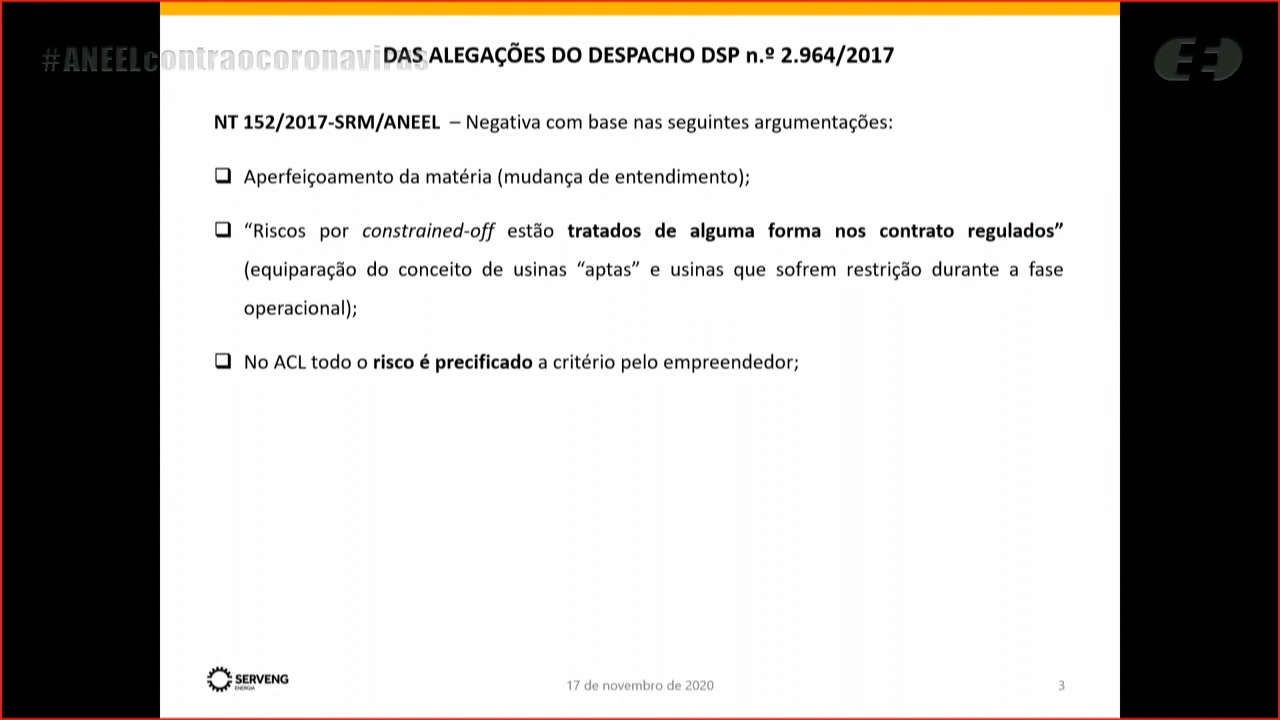 #ANEELcontraocoronavírus
DAS ALEGAÇÕES DO DESPACHO DSP n.º 2.964/2017
NT 152/2017-SRM/ANEEL – Negativa com base nas seguintes argumentações:
Aperfeiçoamento da matéria (mudança de entendimento);
“Riscos por constrained-off estão tratados de alguma forma nos contrato regulados”
(equiparação do conceito de usinas “aptas” e usinas que sofrem restrição durante a fase
operacional);
No ACL todo o risco é precificado a critério pelo empreendedor;
SERVENG
ENERGIA
17 de novembro de 2020
3